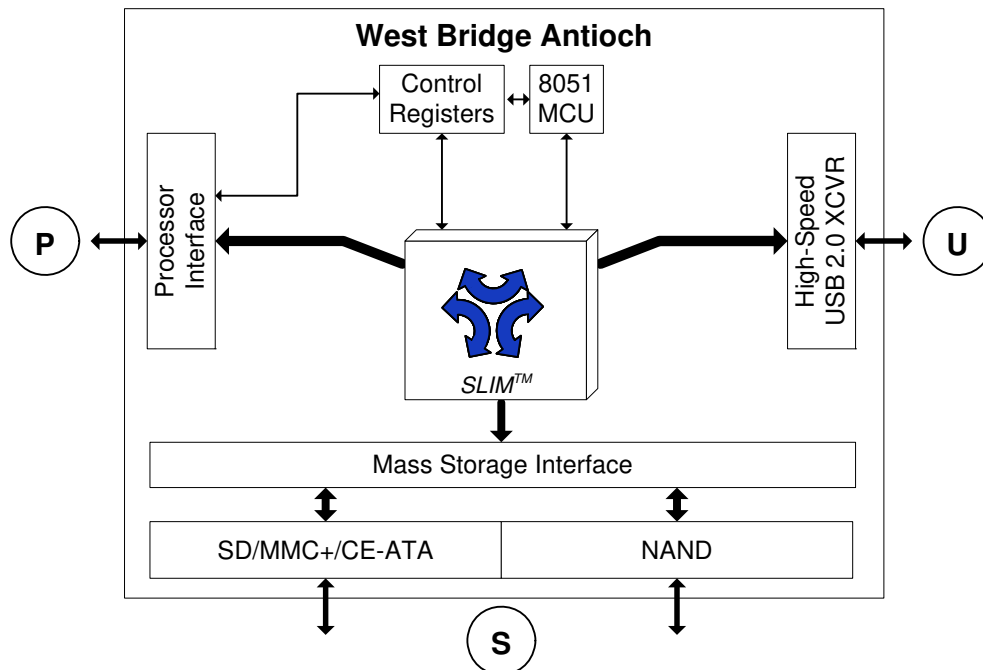 West Bridge Antioch
Control
Registers
8051
MCU
P
Processor
Interface
High-Speed
USB 2.0 XCVR
U
SLIM™
Mass Storage Interface
SD/MMC+/CE-ATA
NAND
S